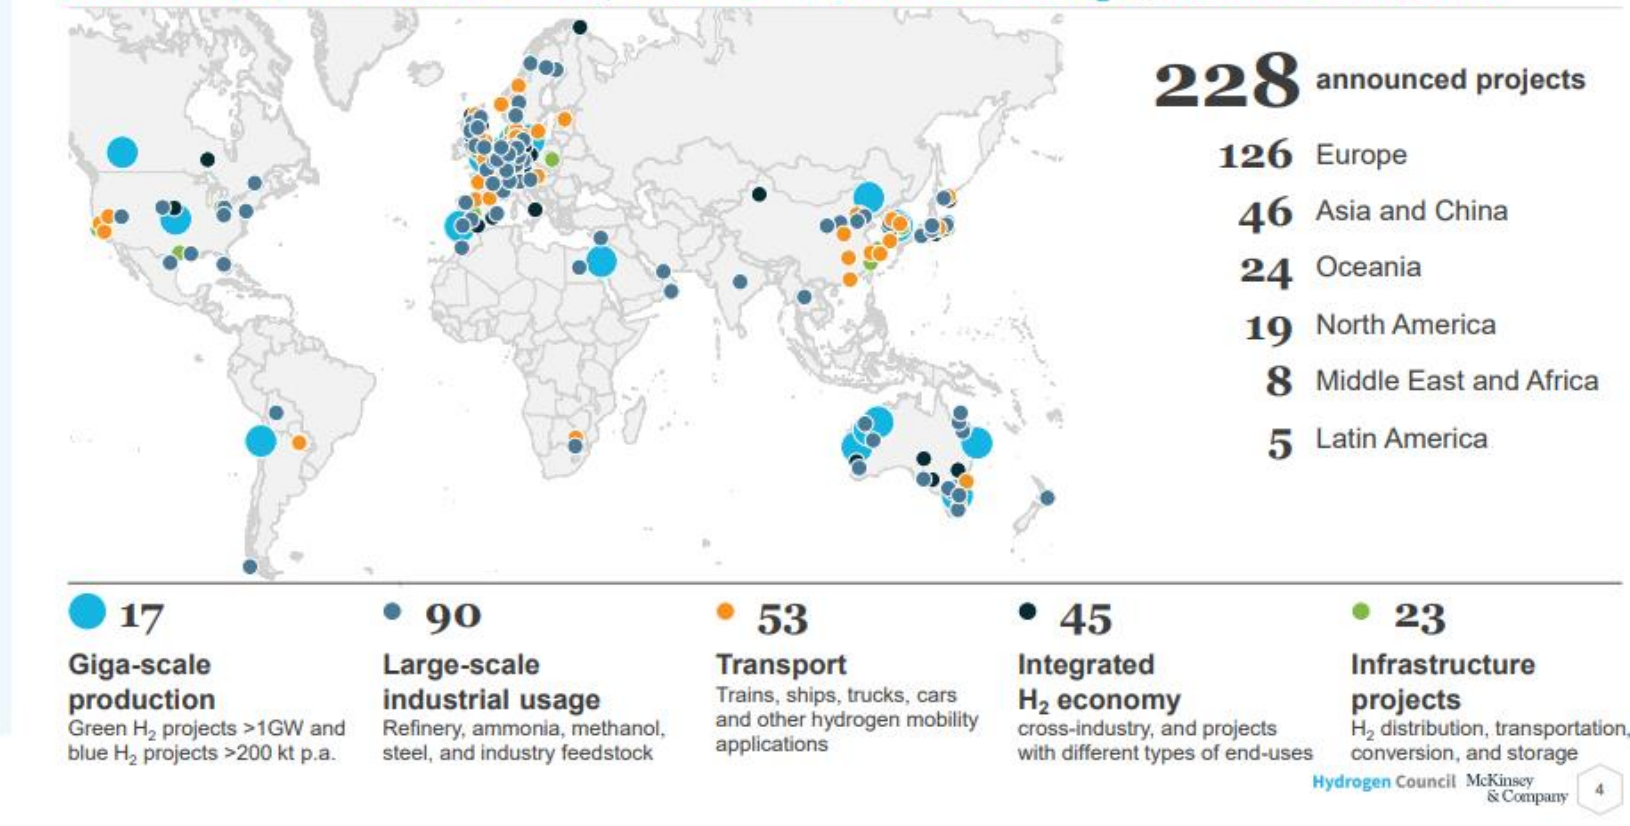 228 announced projects
126 Europe
46 Asia and China
24 Oceania
19 North America
8 Middle East and Africa
5 Latin America
17
Giga-scale
production
Green H₂ projects >1GW and
blue H₂ projects >200 kt p.a.
90
Large-scale
industrial usage
Refinery, ammonia, methanol,
steel, and industry feedstock
53
Transport
Trains, ships, trucks, cars
and other hydrogen mobility
applications
45
Integrated
H₂ economy
cross-industry, and projects
with different types of end-uses
23
Infrastructure
projects
H₂ distribution, transportation,
conversion, and storage
Hydrogen Council McKinsey
& Company
4